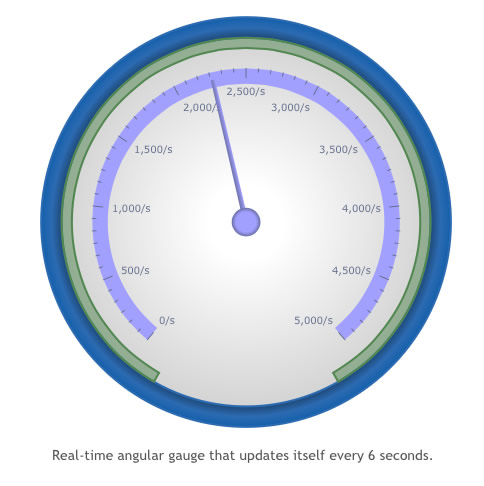 2,500/s
2,000/s
3,000/s
1,500/s
3,500/s
1,000/s
4,000/s
500/s
4,500/s
0/s
5,000/s
Real-time angular gauge that updates itself every 6 seconds.